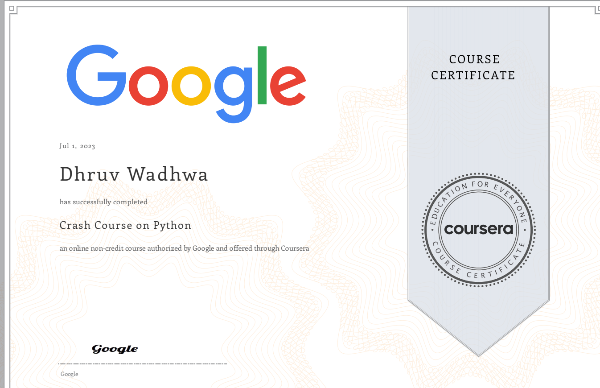 Google
COURSE
CERTIFICATE
Jul 1, 2023
Dhruv Wadhwa
has successfully completed
Crash Course on Python
an online non-credit course authorized by Google and offered through Coursera
EDUCATION FOR EVERYONE
coursera
COURSE CERTIFICATE
Google
Google